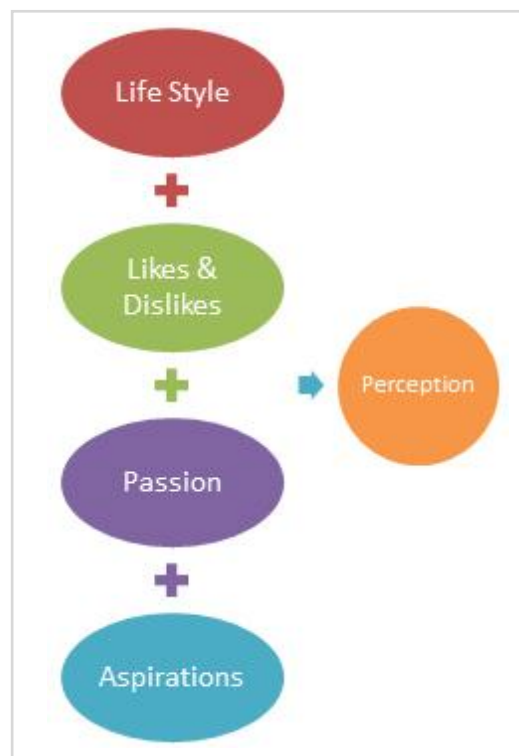 Life Style
Likes &
Dislikes
Perception
Passion
Aspirations